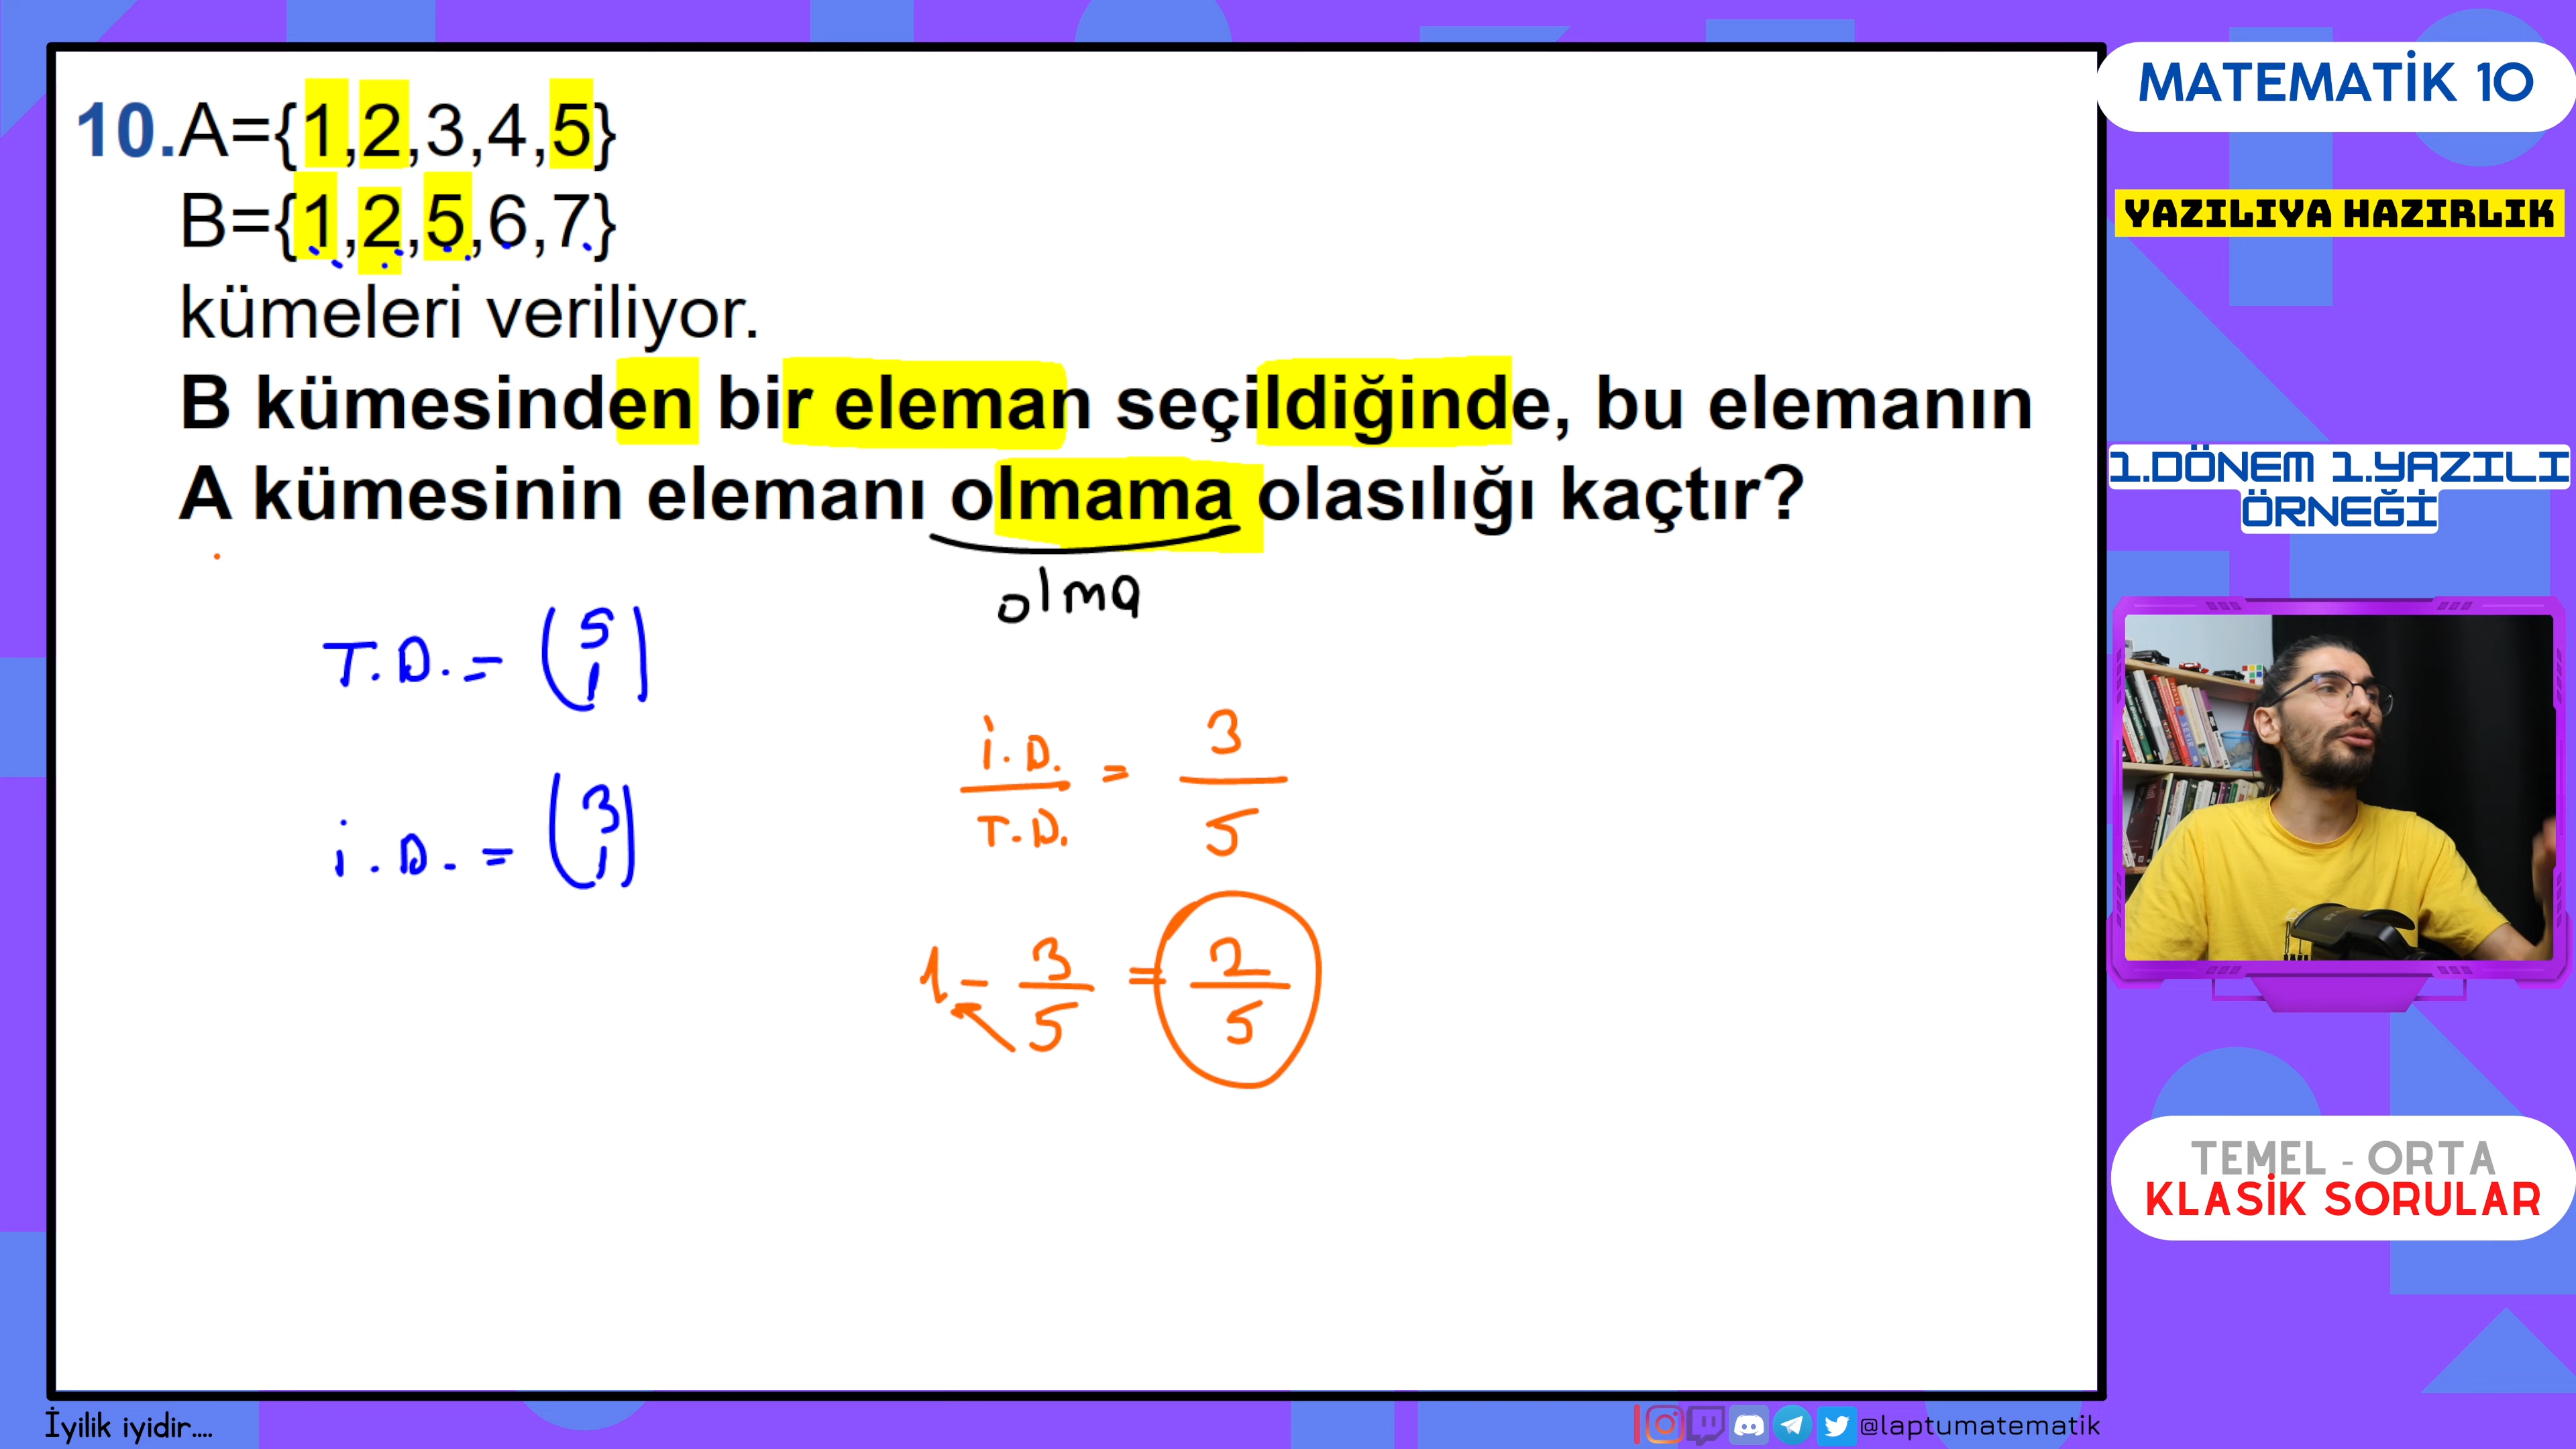 10. A={1,2,3,4,5}
B={1,2,5,6,7}
kümeleri veriliyor.
B kümesinden bir eleman seçildiğinde, bu elemanın
A kümesinin elemanı olmama olasılığı kaçtır?
olma
T.D. = (5 1)
i.D. = (3 1)
i.D. / T.D. = 3/5
1 - 3/5 = 2/5
MATEMATİK 10
YAZILIYA HAZIRLIK
1.DÖNEM 1.YAZILI
ÖRNEĞİ
TEMEL - ORTA
KLASİK SORULAR
İyilik iyidir....
@laptumatematik